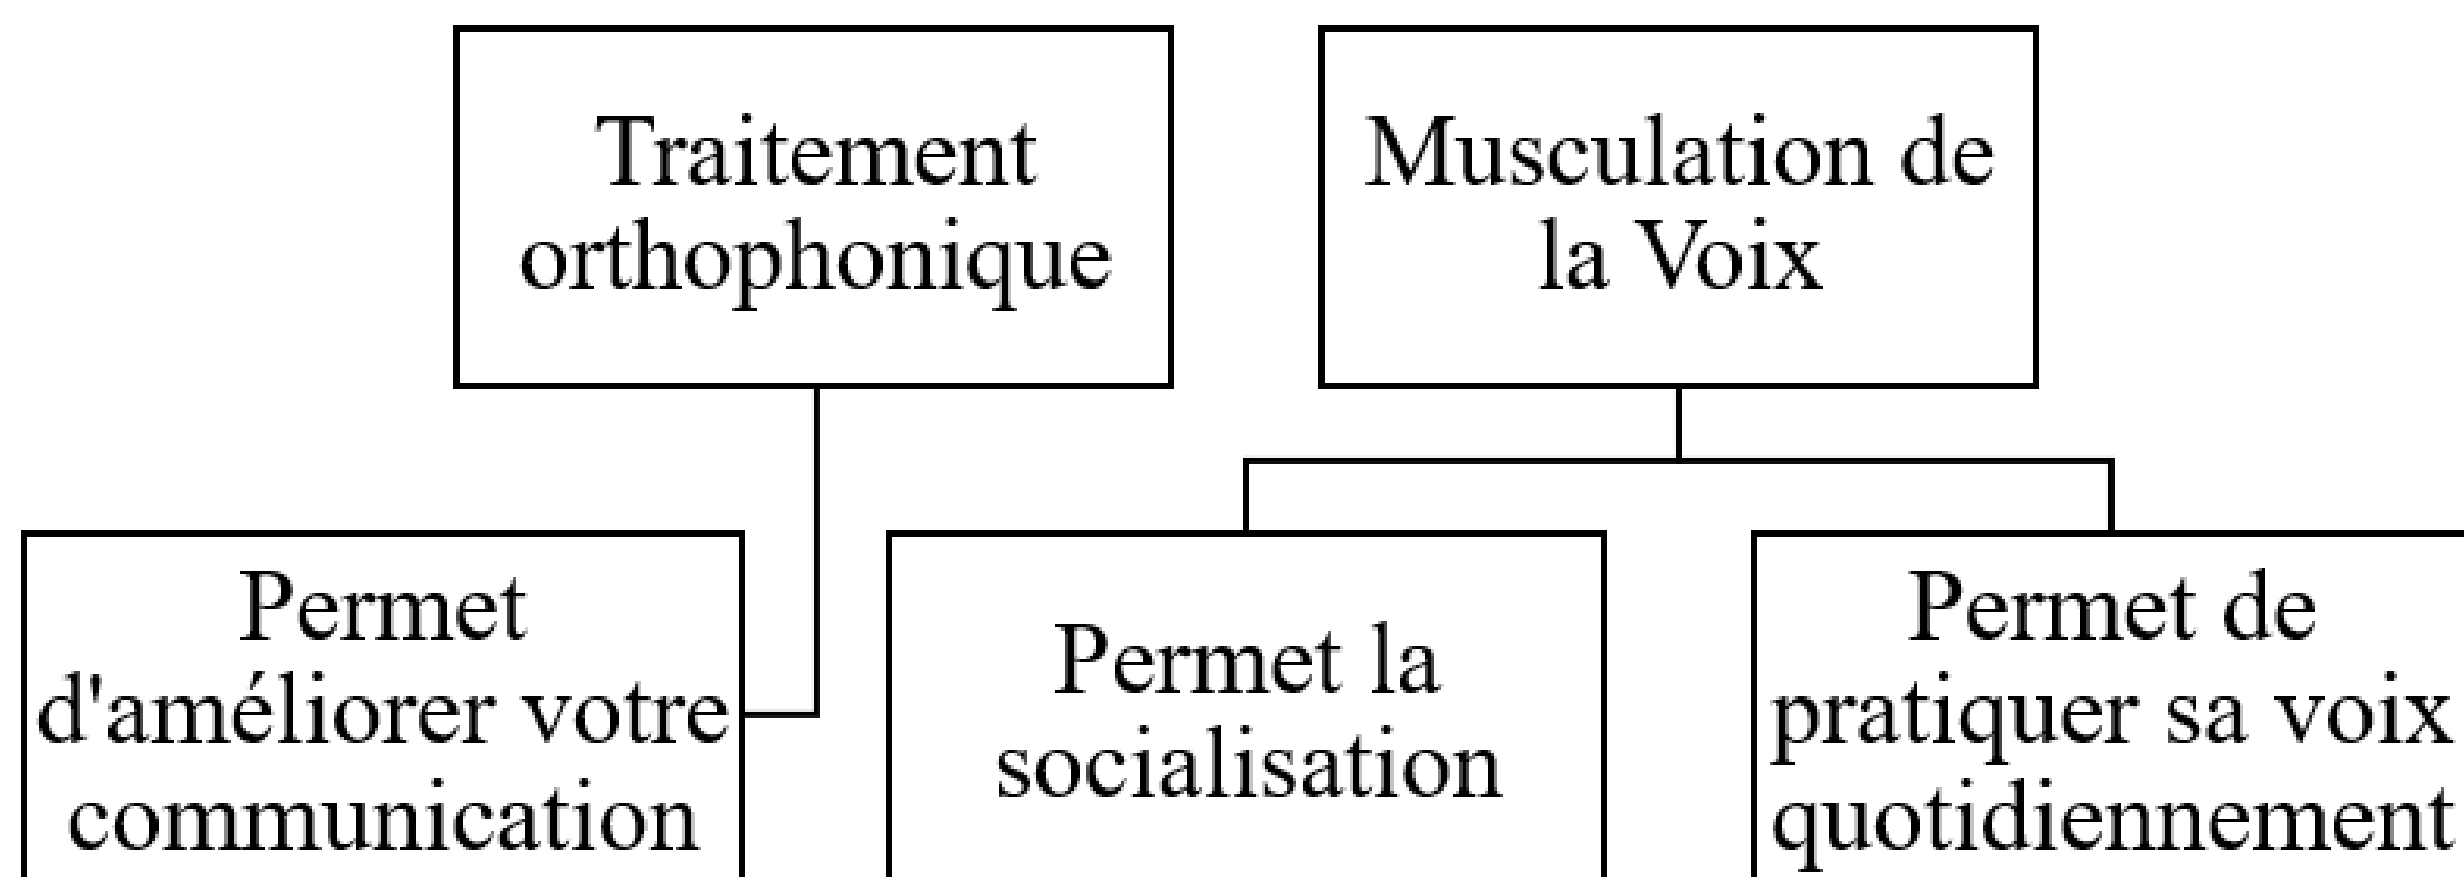 Traitement
orthophonique
Musculation de
la Voix
Permet
d'améliorer votre
communication
Permet la
socialisation
Permet de
pratiquer sa voix
quotidiennement